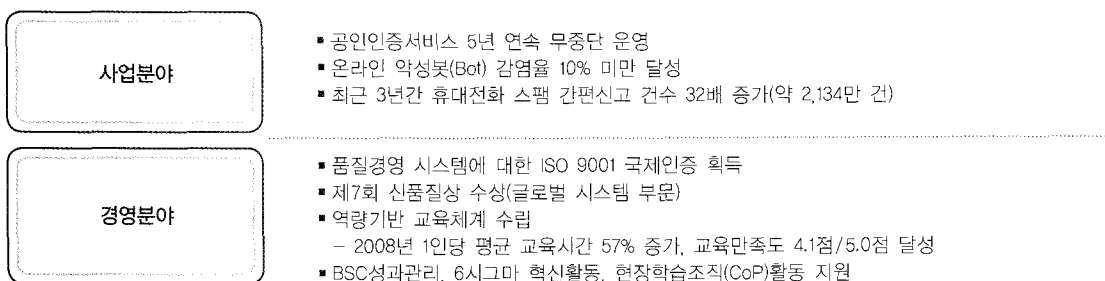 사업분야
▪ 공인인증서비스 5년 연속 무중단 운영
▪ 온라인 악성봇(Bot) 감염율 10% 미만 달성
▪ 최근 3년간 휴대전화 스팸 간편신고 건수 32배 증가(약 2,134만 건)
경영분야
▪ 품질경영 시스템에 대한 ISO 9001 국제인증 획득
▪ 제7회 신품질상 수상(글로벌 시스템 부문)
▪ 역량기반 교육체계 수립
– 2008년 1인당 평균 교육시간 57% 증가, 교육만족도 4.1점/5.0점 달성
▪ BSC성과관리, 6시그마 혁신활동, 현장학습조직(CoP)활동 지원